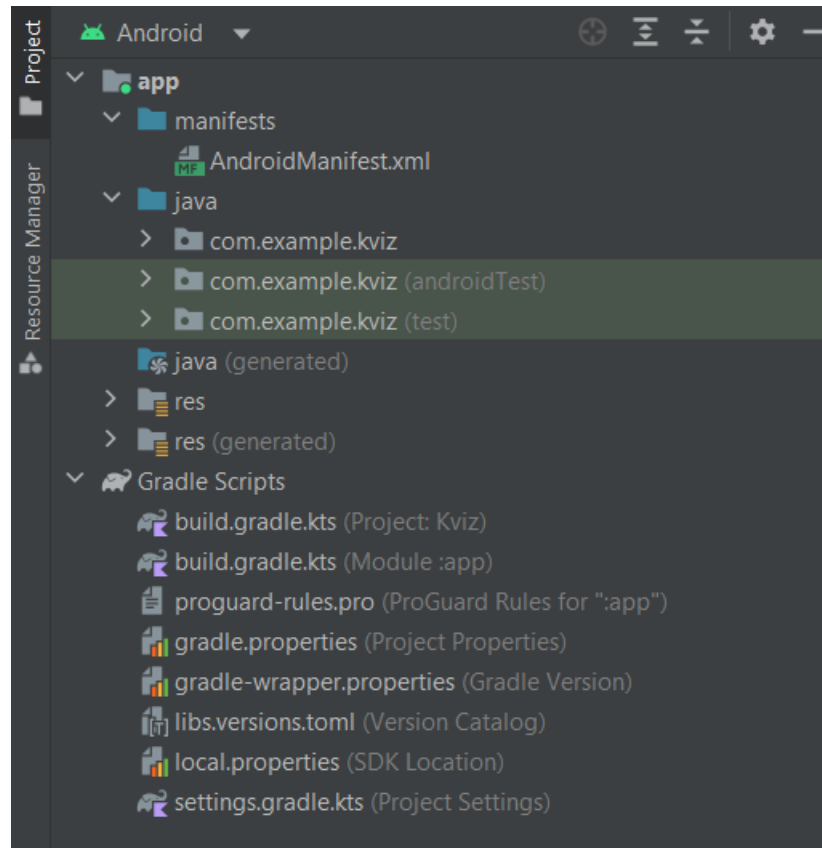 Project
Resource Manager
Android
app
manifests
MF AndroidManifest.xml
java
com.example.kviz
com.example.kviz (androidTest)
com.example.kviz (test)
java (generated)
res
res (generated)
Gradle Scripts
build.gradle.kts (Project: Kviz)
build.gradle.kts (Module :app)
proguard-rules.pro (ProGuard Rules for ":app")
gradle.properties (Project Properties)
gradle-wrapper.properties (Gradle Version)
[T] libs.versions.toml (Version Catalog)
local.properties (SDK Location)
settings.gradle.kts (Project Settings)